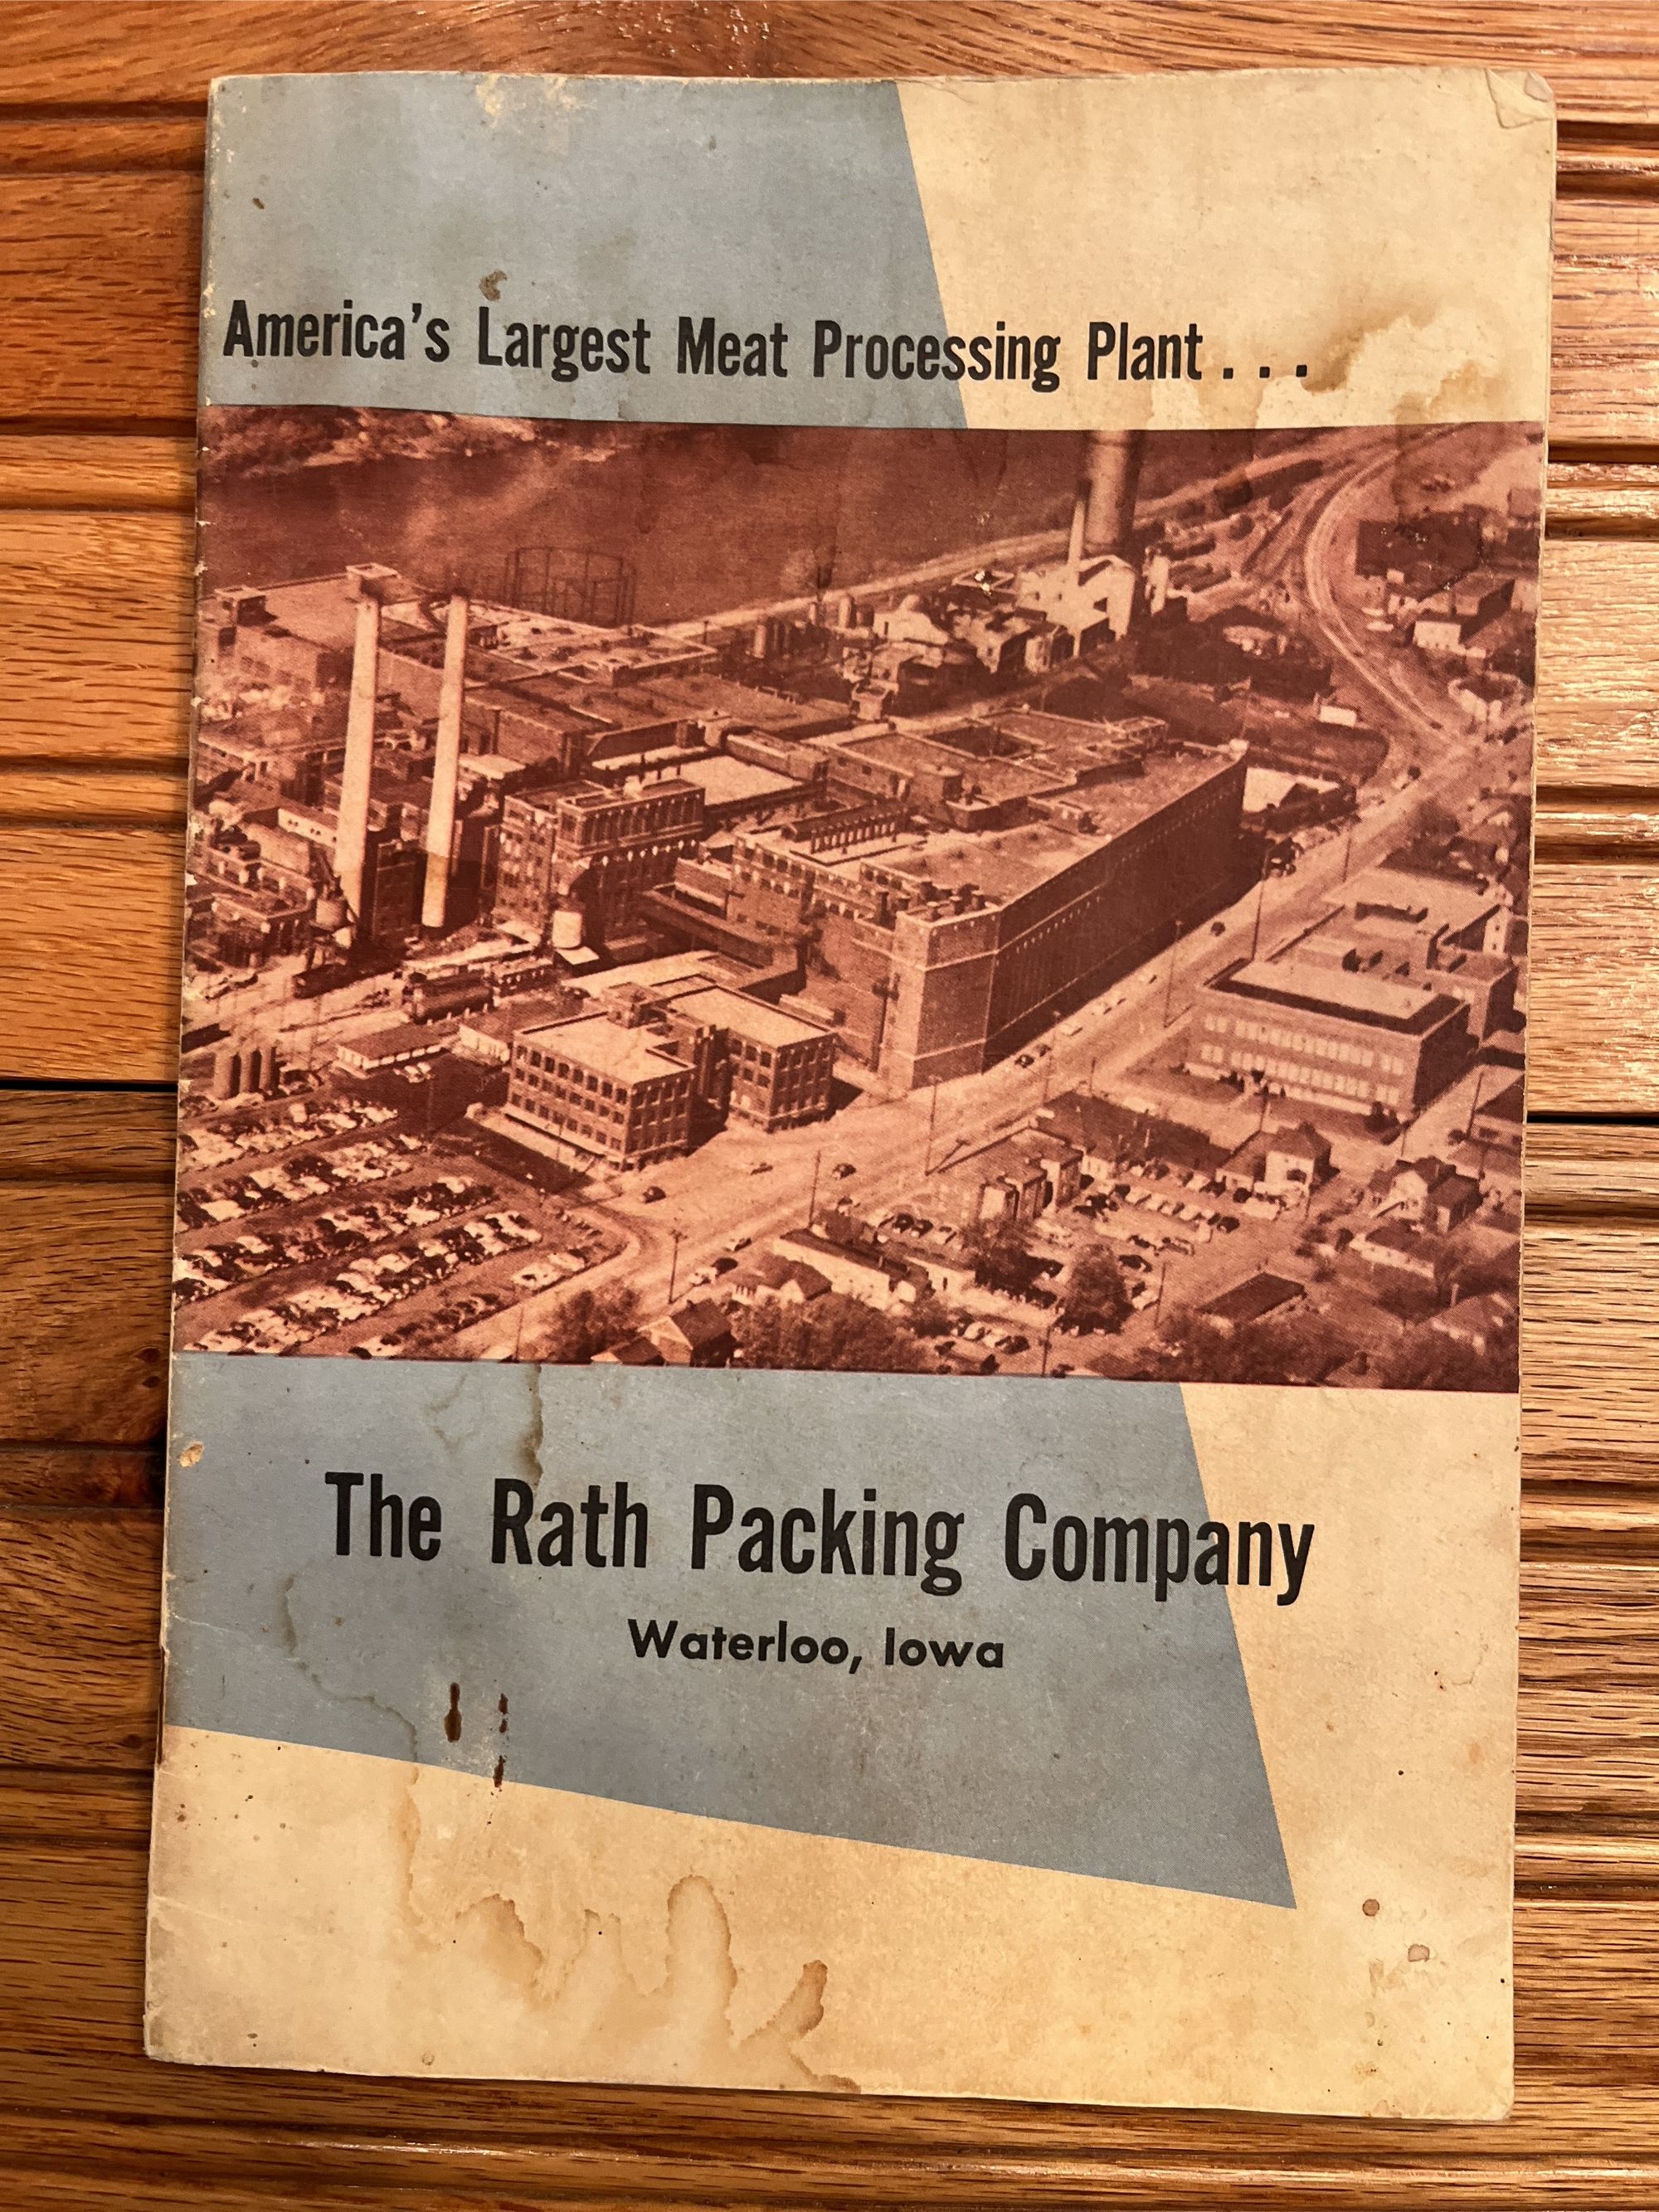 America's Largest Meat Processing Plant . . .
The Rath Packing Company
Waterloo, Iowa